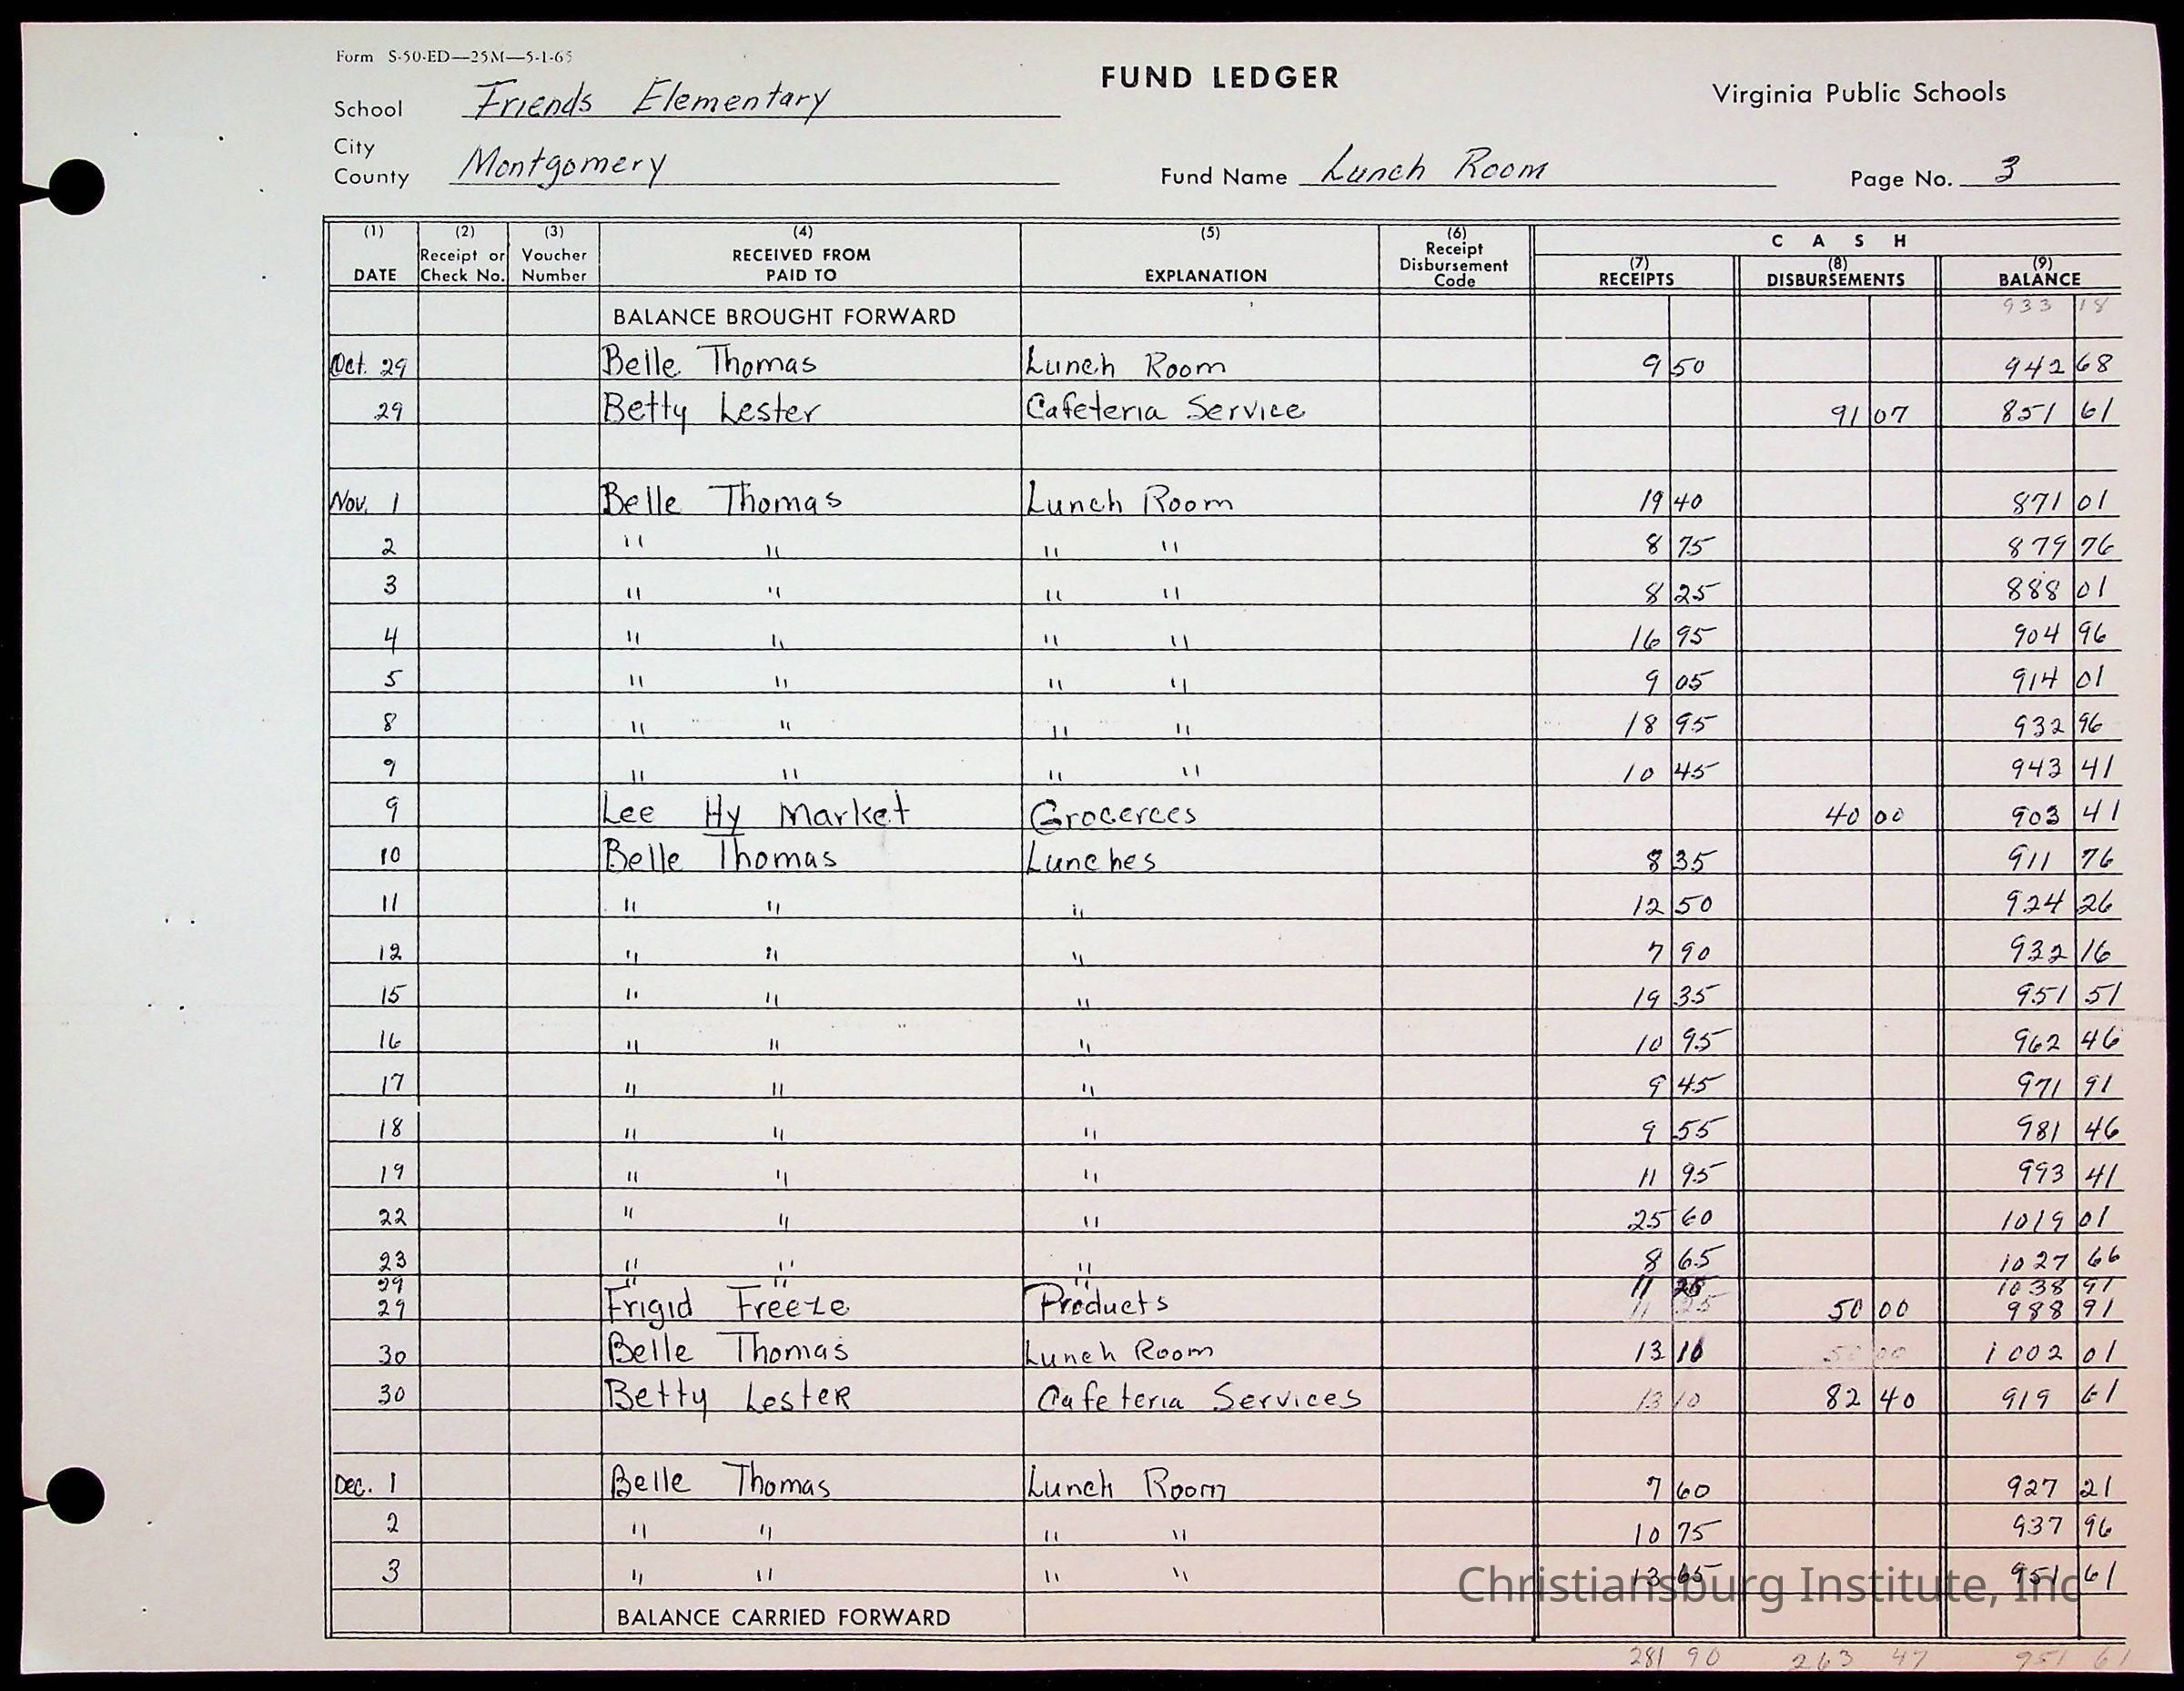 Form S-50-ED—25M—5-1-65
FUND LEDGER
Virginia Public Schools
School Friends Elementary
City
County Montgomery
Fund Name Lunch Room
Page No. 3
(1) DATE (2) Receipt or Check No. (3) Voucher Number (4) RECEIVED FROM PAID TO (5) EXPLANATION (6) Receipt Disbursement Code CASH (7) RECEIPTS (8) DISBURSEMENTS (9) BALANCE
BALANCE BROUGHT FORWARD 933 18
Oct. 29 Belle Thomas Lunch Room 9 50 942 68
29 Betty Lester Cafeteria Service 91 07 851 61
Nov. 1 Belle Thomas Lunch Room 19 40 871 01
2 " " " " 8 75 879 76
3 " " " " 8 25 888 01
4 " " " " 16 95 904 96
5 " " " " 9 05 914 01
8 " " " " 18 95 932 96
9 " " " " 10 45 943 41
9 Lee Hy Market Grocerces 40 00 903 41
10 Belle Thomas Lunches 8 35 911 76
11 " " " 12 50 924 26
12 " " " 7 90 932 16
15 " " " 19 35 951 51
16 " " " 10 95 962 46
17 " " " 9 45 971 91
18 " " " 9 55 981 46
19 " " " 11 95 993 41
22 " " " 25 60 1019 01
23 " " " 8 65 1027 66
29 " " " 11 25 1038 91
29 Frigid Freeze Products 11 25 50 00 988 91
30 Belle Thomas Lunch Room 13 10 50 00 1002 01
30 Betty Lester Cafeteria Services 13 10 82 40 919 61
Dec. 1 Belle Thomas Lunch Room 7 60 927 21
2 " " " " 10 75 937 96
3 " " " " 13 65 951 61
Christiansburg Institute, Inc
BALANCE CARRIED FORWARD
281 90 263 47 951 61